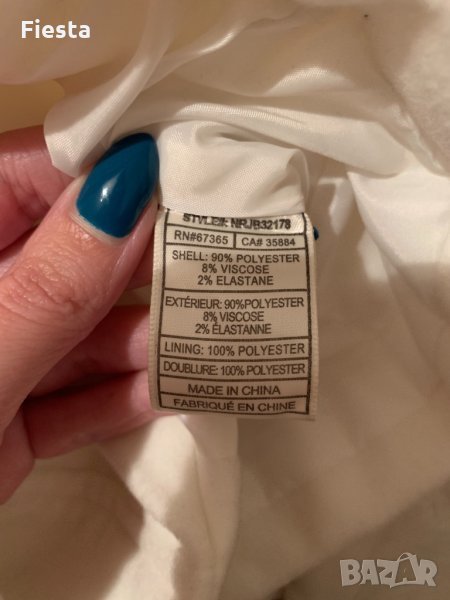 Fiesta
STYLE#: NRJB32178
RN#67365 CA# 35884
SHELL: 90% POLYESTER
8% VISCOSE
2% ELASTANE
EXTÉRIEUR: 90%POLYESTER
8% VISCOSE
2% ÉLASTANNE
LINING: 100% POLYESTER
DOUBLURE: 100% POLYESTER
MADE IN CHINA
FABRIQUÉ EN CHINE
BAZAR